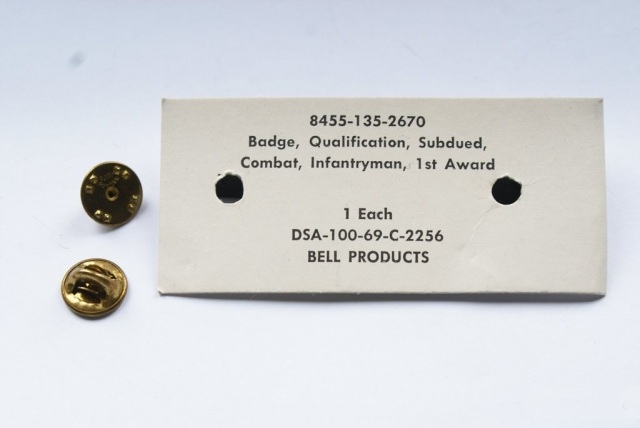 8455-135-2670
Badge, Qualification, Subdued,
Combat, Infantryman, 1st Award
1 Each
DSA-100-69-C-2256
BELL PRODUCTS